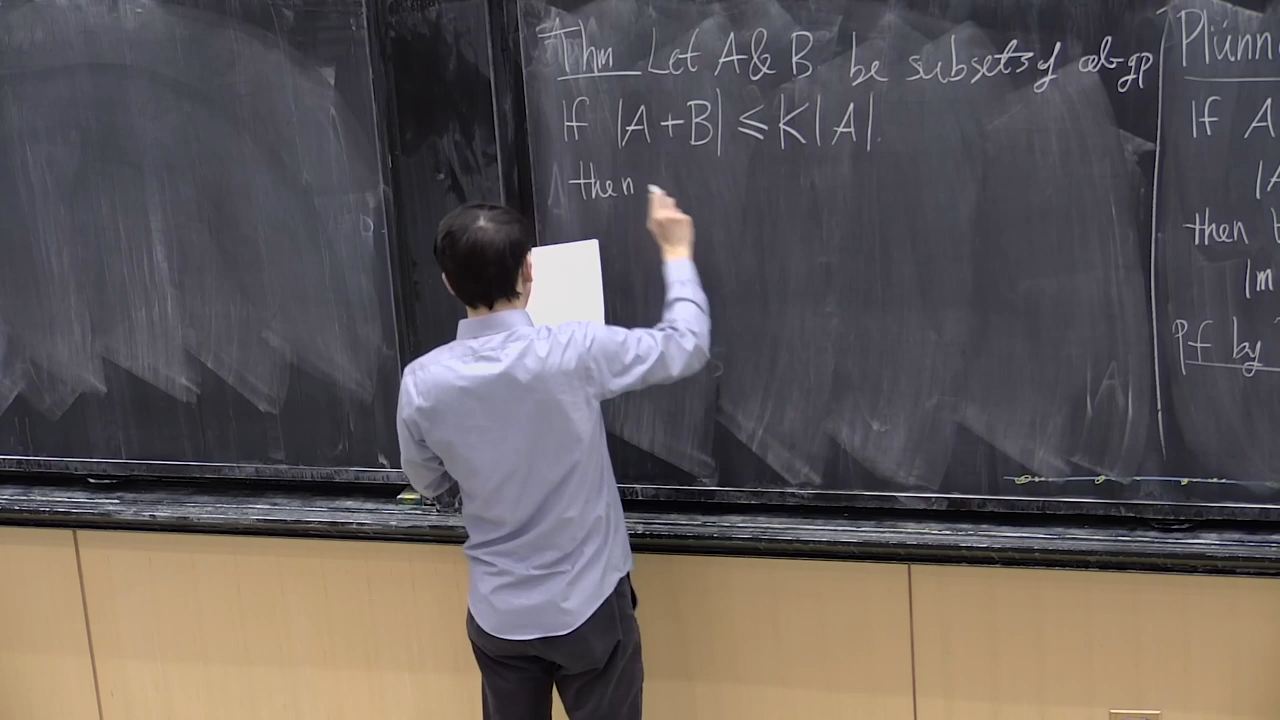 Thm Let A & B be subsets of ab gp
If |A+B| ≤ K|A|.
then
Plünn
If A
|A
then
|m
Pf by